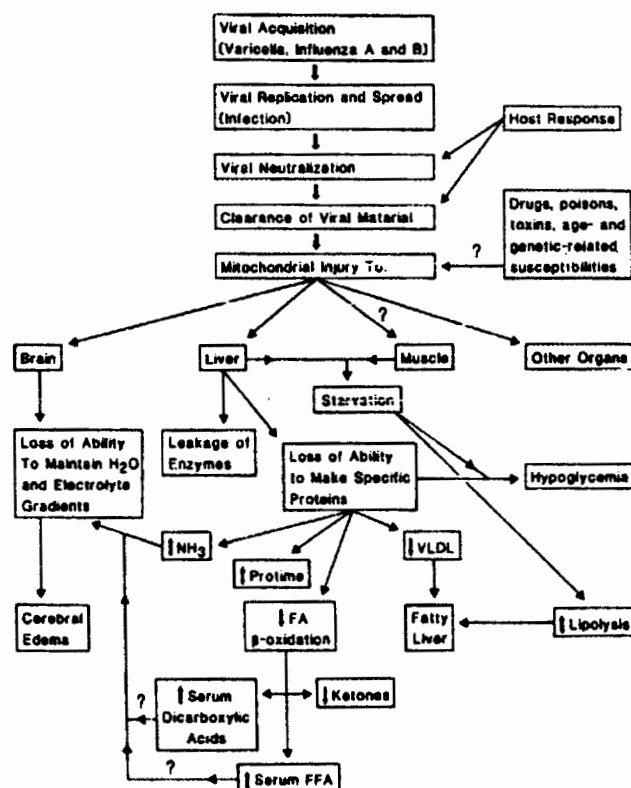 Viral Acquisition
(Varicella, Influenza A and B)
Viral Replication and Spread
(Infection)
Host Response
Viral Neutralization
Clearance of Viral Material
Drugs, poisons,
toxins, age- and
genetic-related
susceptibilities
?
Mitochondrial Injury To:
?
Brain
Liver
Muscle
Other Organs
Starvation
Loss of Ability
To Maintain H₂O
and Electrolyte
Gradients
Leakage of
Enzymes
Loss of Ability
to Make Specific
Proteins
Hypoglycemia
↑NH₃
↑Protime
↓VLDL
Cerebral
Edema
↓FA
β-oxidation
Fatty
Liver
↑Lipolysis
?
↑Serum
Dicarboxylic
Acids
↓Ketones
?
↑Serum FFA